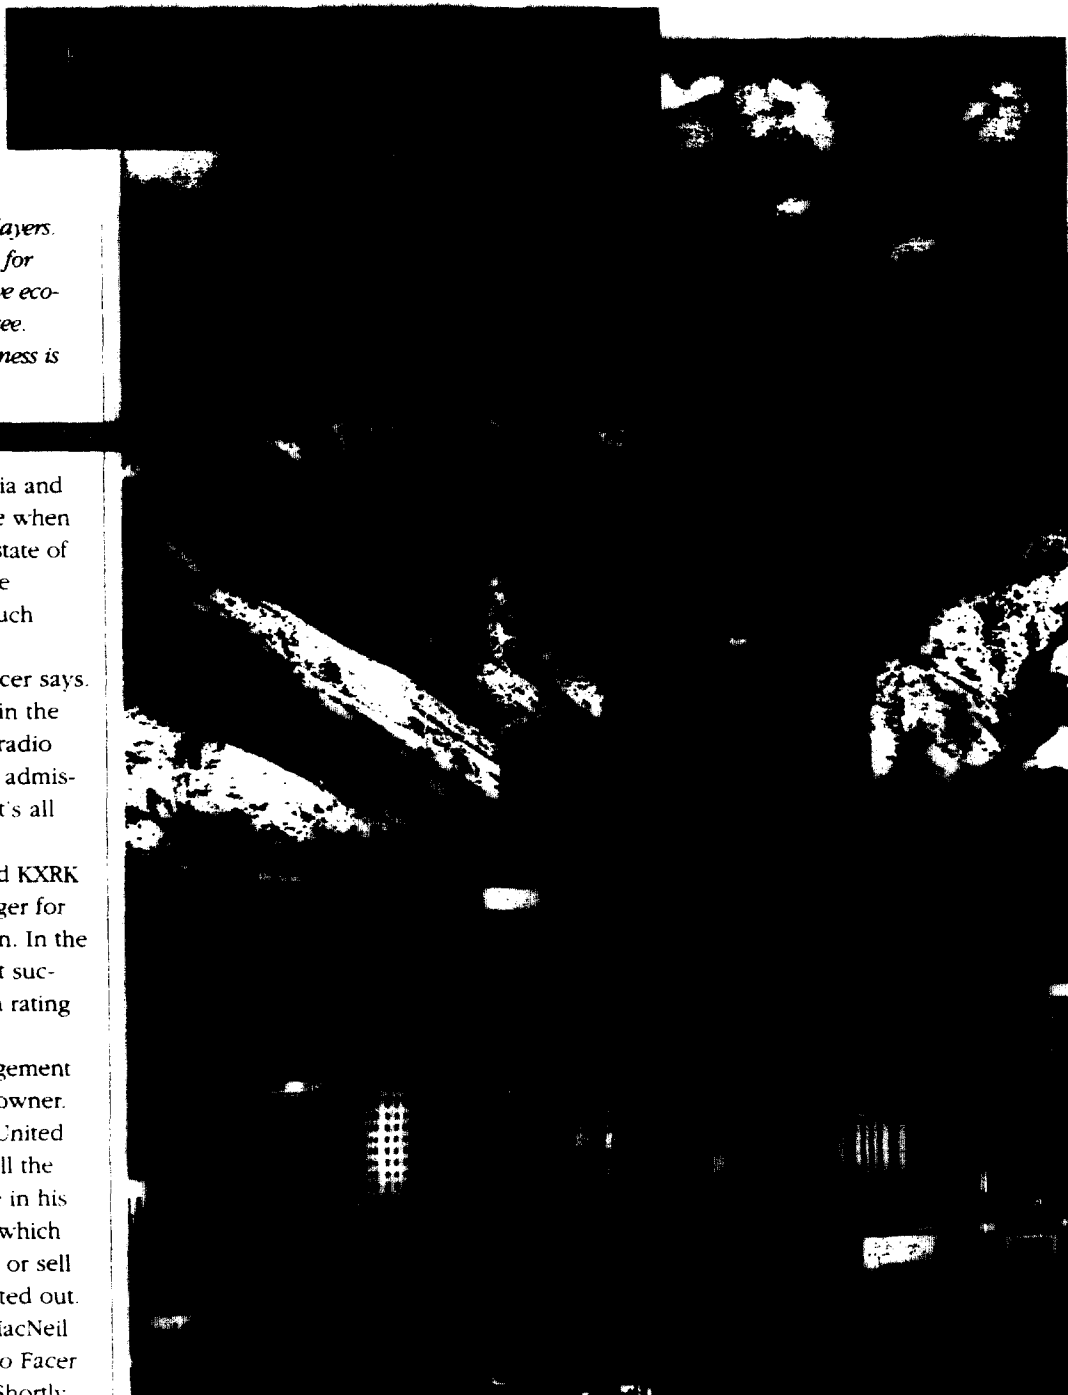 ayers.
for
e eco-
ee.
ness is
ia and
e when
state of
e
uch
cer says.
in the
radio
admis-
t's all
d KXRK
ger for
n. In the
t suc-
a rating
gement
owner.
United
ll the
in his
which
or sell
ted out.
MacNeil
o Facer
Shortly